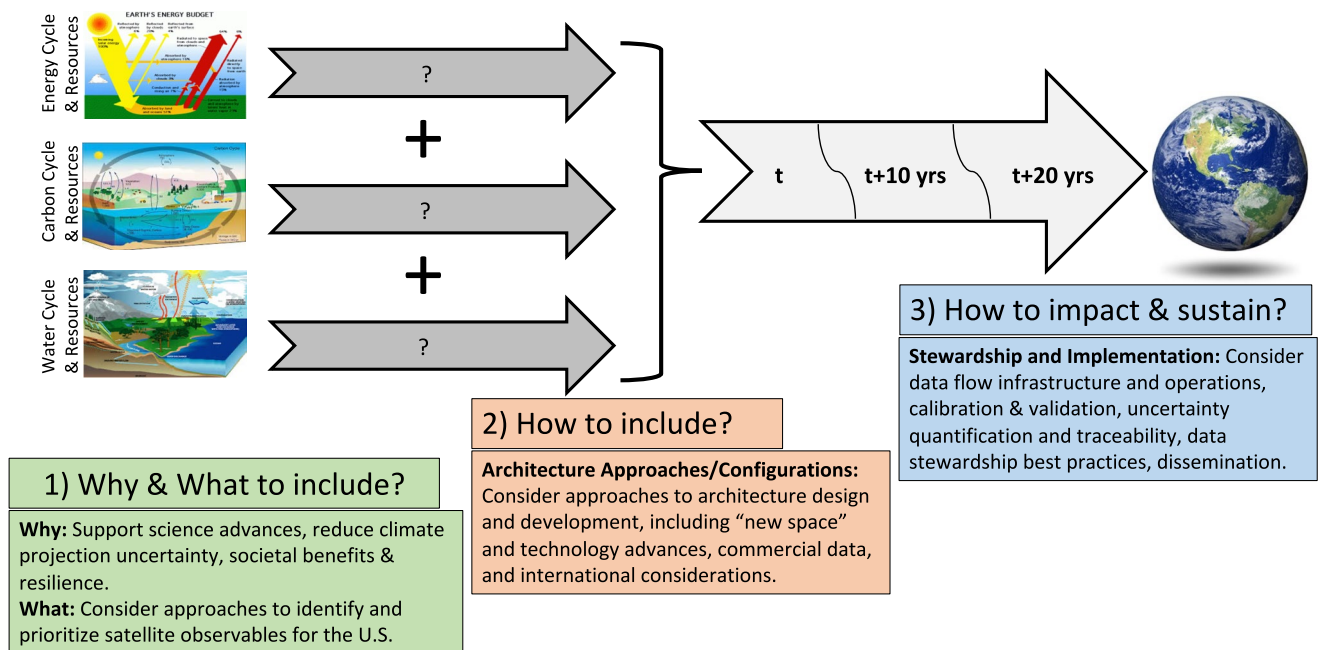 Energy Cycle
& Resources
EARTH'S ENERGY BUDGET
?
+
Carbon Cycle
& Resources
Carbon Cycle
?
+
Water Cycle
& Resources
?
t
t+10 yrs
t+20 yrs
1) Why & What to include?
Why: Support science advances, reduce climate
projection uncertainty, societal benefits &
resilience.
What: Consider approaches to identify and
prioritize satellite observables for the U.S.
2) How to include?
Architecture Approaches/Configurations:
Consider approaches to architecture design
and development, including “new space”
and technology advances, commercial data,
and international considerations.
3) How to impact & sustain?
Stewardship and Implementation: Consider
data flow infrastructure and operations,
calibration & validation, uncertainty
quantification and traceability, data
stewardship best practices, dissemination.